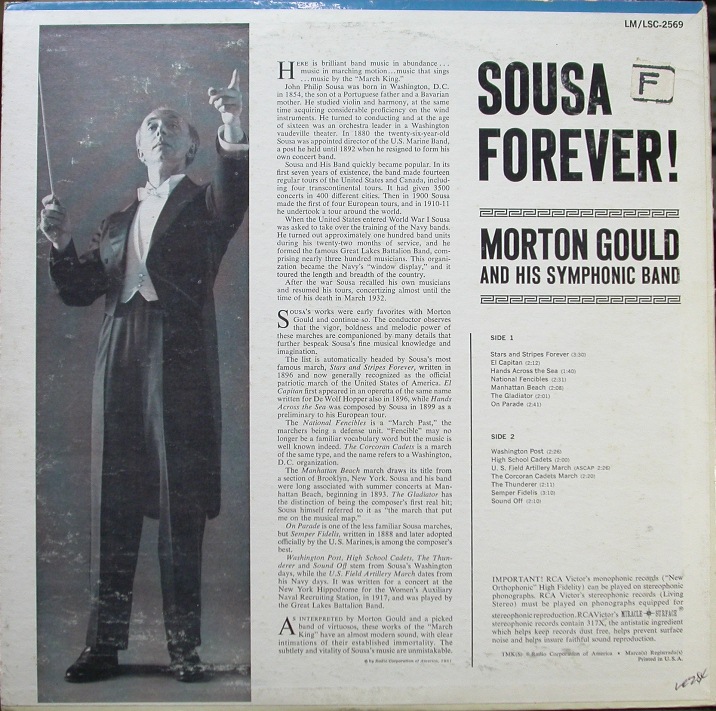 LM/LSC-2569
SOUSA
F
FOREVER!
MORTON GOULD
AND HIS SYMPHONIC BAND
HERE is brilliant band music in abundance...
music in marching motion...music that sings
...music by the "March King."
John Philip Sousa was born in Washington, D.C.
in 1854, the son of a Portuguese father and a Bavarian
mother. He studied violin and harmony, at the same
time acquiring considerable proficiency on the wind
instruments. He turned to conducting and at the age
of sixteen was an orchestra leader in a Washington
vaudeville theater. In 1880 the twenty-six-year-old
Sousa was appointed director of the U.S. Marine Band,
a post he held until 1892 when he resigned to form his
own concert band.
Sousa and His Band quickly became popular. In its
first seven years of existence, the band made fourteen
regular tours of the United States and Canada, includ-
ing four transcontinental tours. It had given 3500
concerts in 400 different cities. Then in 1900 Sousa
made the first of four European tours, and in 1910-11
he undertook a tour around the world.
When the United States entered World War I Sousa
was asked to take over the training of the Navy bands.
He turned out approximately one hundred band units
during his twenty-two months of service, and he
formed the famous Great Lakes Battalion Band, com-
prising nearly three hundred musicians. This organi-
zation became the Navy's "window display," and it
toured the length and breadth of the country.
After the war Sousa recalled his own musicians
and resumed his tours, concertizing almost until the
time of his death in March 1932.
SOUSA'S works were early favorites with Morton
Gould and continue so. The conductor observes
that the vigor, boldness and melodic power of
these marches are companioned by many details that
further bespeak Sousa's fine musical knowledge and
imagination.
The list is automatically headed by Sousa's most
famous march, Stars and Stripes Forever, written in
1896 and now generally recognized as the official
patriotic march of the United States of America. El
Capitan first appeared in an operetta of the same name
written for De Wolf Hopper also in 1896, while Hands
Across the Sea was composed by Sousa in 1899 as a
preliminary to his European tour.
The National Fencibles is a "March Past," the
marchers being a defense unit. "Fencible" may no
longer be a familiar vocabulary word but the music is
well known indeed. The Corcoran Cadets is a march
of the same type, and the name refers to a Washington,
D.C. organization.
The Manhattan Beach march draws its title from
a section of Brooklyn, New York. Sousa and his band
were long associated with summer concerts at Man-
hattan Beach, beginning in 1893. The Gladiator has
the distinction of being the composer's first real hit;
Sousa himself referred to it as "the march that put
me on the musical map."
On Parade is one of the less familiar Sousa marches,
but Semper Fidelis, written in 1888 and later adopted
officially by the U.S. Marines, is among the composer's
best.
Washington Post, High School Cadets, The Thun-
derer and Sound Off stem from Sousa's Washington
days, while the U.S. Field Artillery March dates from
his Navy days. It was written for a concert at the
New York Hippodrome for the Women's Auxiliary
Naval Recruiting Station, in 1917, and was played by
the Great Lakes Battalion Band.
AS INTERPRETED by Morton Gould and a picked
band of virtuosos, these works of the "March
King" have an almost modern sound, with clear
intimations of their established immortality. The
subtlety and vitality of Sousa's music are unmistakable.
© by Radio Corporation of America, 1961
SIDE 1
Stars and Stripes Forever (3:30)
El Capitan (2:12)
Hands Across the Sea (1:40)
National Fencibles (2:31)
Manhattan Beach (2:08)
The Gladiator (2:01)
On Parade (2:41)
SIDE 2
Washington Post (2:26)
High School Cadets (2:00)
U. S. Field Artillery March (ASCAP 2:26)
The Corcoran Cadets March (2:20)
The Thunderer (2:11)
Semper Fidelis (3:10)
Sound Off (2:10)
IMPORTANT! RCA Victor's monophonic records ("New
Orthophonic" High Fidelity) can be played on stereophonic
phonographs. RCA Victor's stereophonic records (Living
Stereo) must be played on phonographs equipped for
stereophonic reproduction. RCA Victor's MIRACLE SURFACE
stereophonic records contain 317X, the antistatic ingredient
which helps keep records dust free, helps prevent surface
noise and helps insure faithful sound reproduction.
TMK(S) ® Radio Corporation of America • Marca(s) Registrada(s)
Printed in U.S.A.